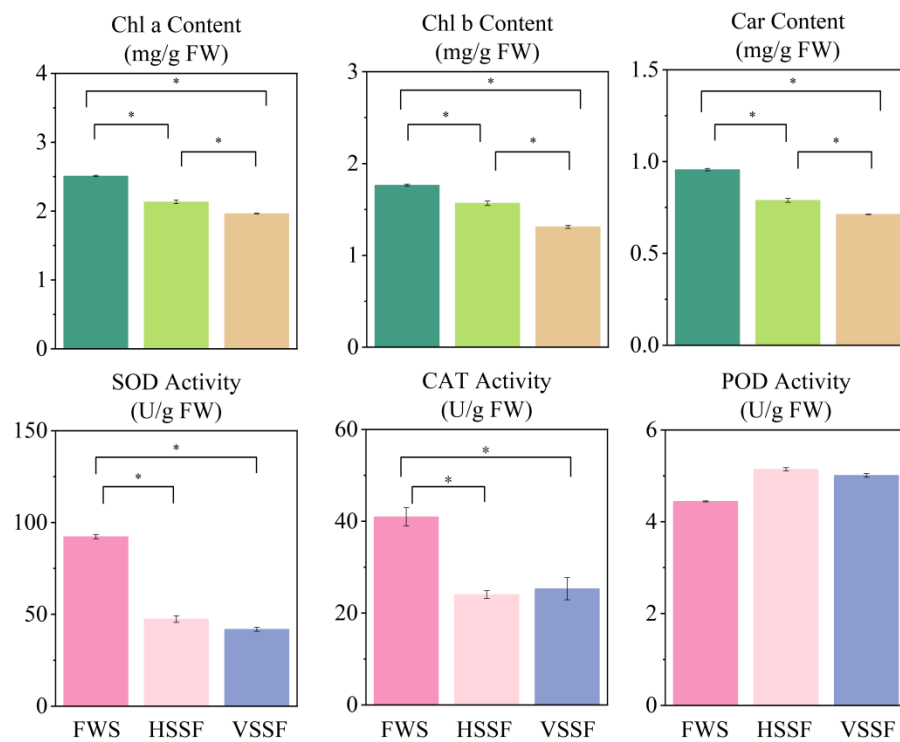 Chl a Content
(mg/g FW)
Chl b Content
(mg/g FW)
Car Content
(mg/g FW)
4
3
2
1
0
*
*
*
3
2
1
0
*
*
*
1.5
1.0
0.5
0.0
*
*
*
SOD Activity
(U/g FW)
CAT Activity
(U/g FW)
POD Activity
(U/g FW)
150
100
50
0
*
*
60
40
20
0
*
*
6
4
2
0
FWS HSSF VSSF
FWS HSSF VSSF
FWS HSSF VSSF